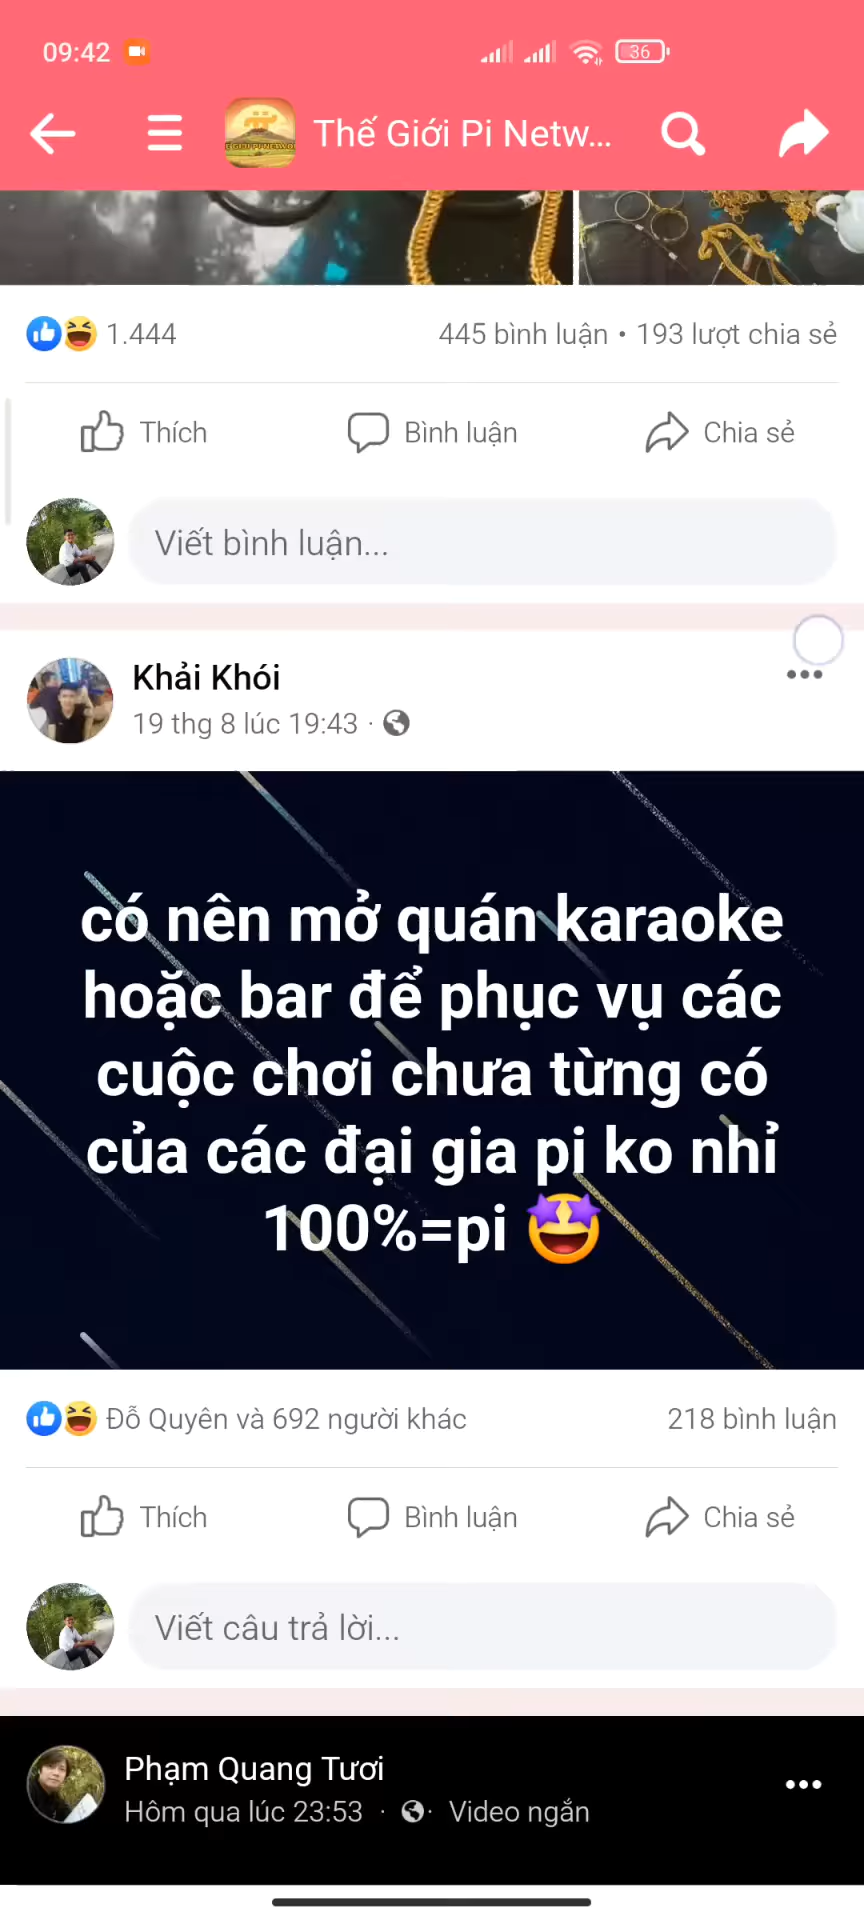 09:42
36
Thế Giới Pi Netw...
1.444
445 bình luận • 193 lượt chia sẻ
Thích
Bình luận
Chia sẻ
Viết bình luận...
Khải Khói
19 thg 8 lúc 19:43 ·
có nên mở quán karaoke
hoặc bar để phục vụ các
cuộc chơi chưa từng có
của các đại gia pi ko nhỉ
100%=pi 🤩
Đỗ Quyên và 692 người khác
218 bình luận
Thích
Bình luận
Chia sẻ
Viết câu trả lời...
Phạm Quang Tươi
Hôm qua lúc 23:53 · · Video ngắn